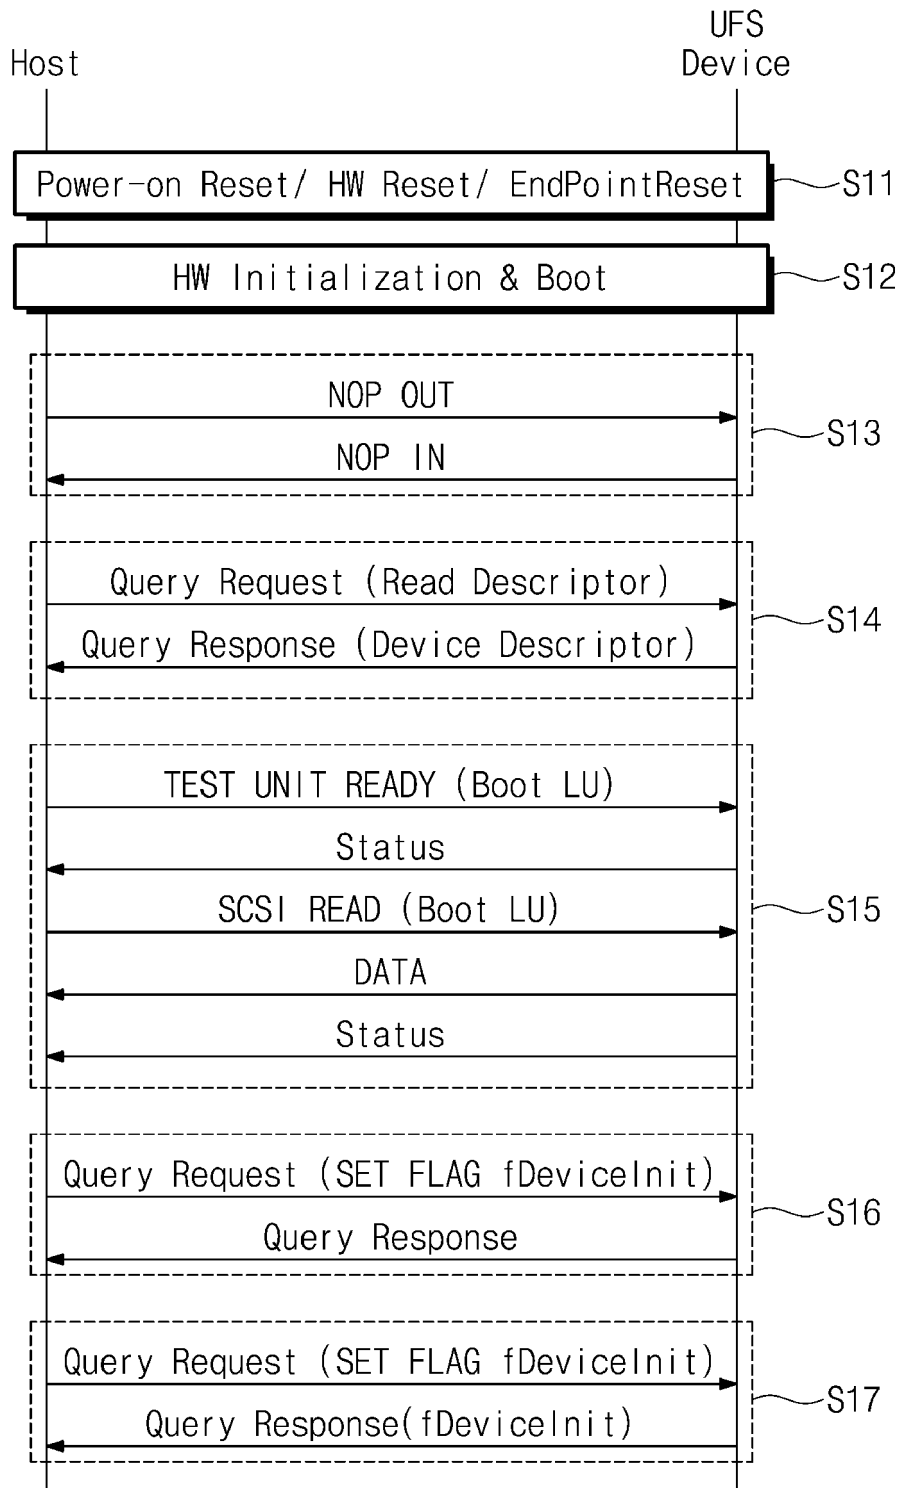 UFS
Host
Device
Power-on Reset/ HW Reset/ EndPointReset
S11
HW Initialization & Boot
S12
NOP OUT
S13
NOP IN
Query Request (Read Descriptor)
S14
Query Response (Device Descriptor)
TEST UNIT READY (Boot LU)
Status
SCSI READ (Boot LU)
S15
DATA
Status
Query Request (SET FLAG fDeviceInit)
S16
Query Response
Query Request (SET FLAG fDeviceInit)
S17
Query Response(fDeviceInit)